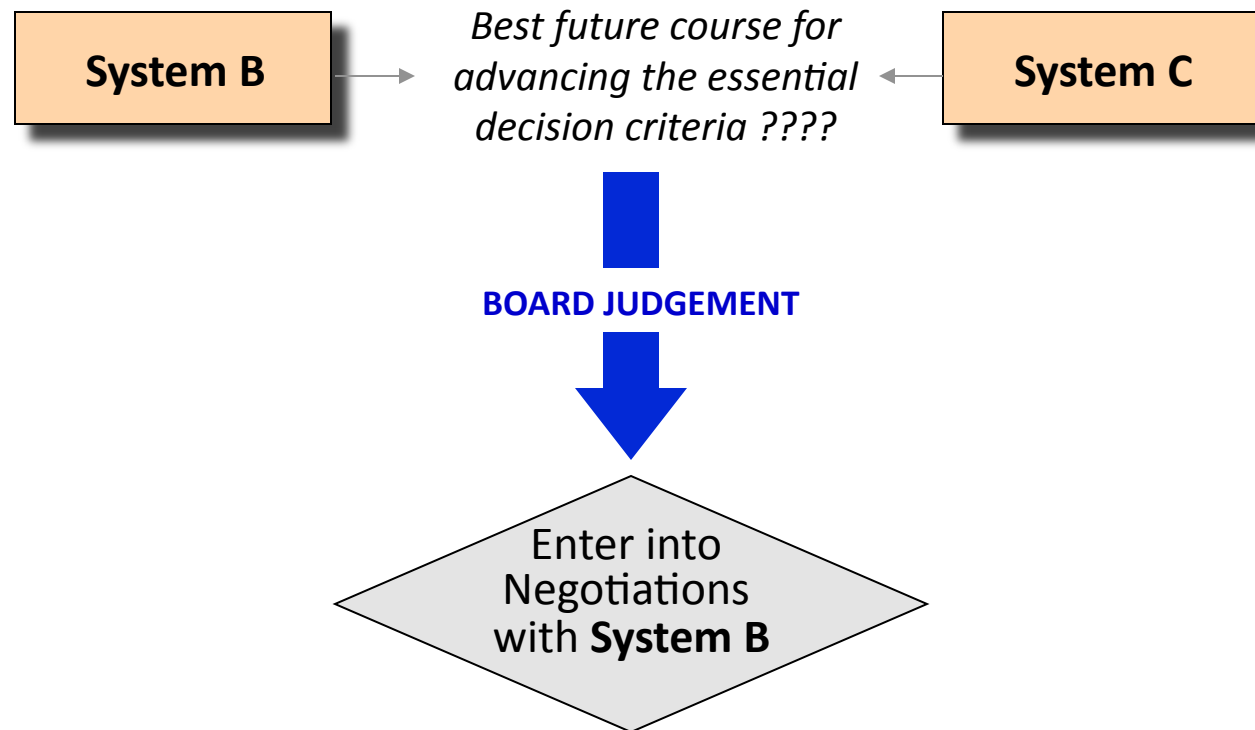 System B
Best future course for
advancing the essential
decision criteria ????
System C
BOARD JUDGEMENT
Enter into
Negotiations
with System B